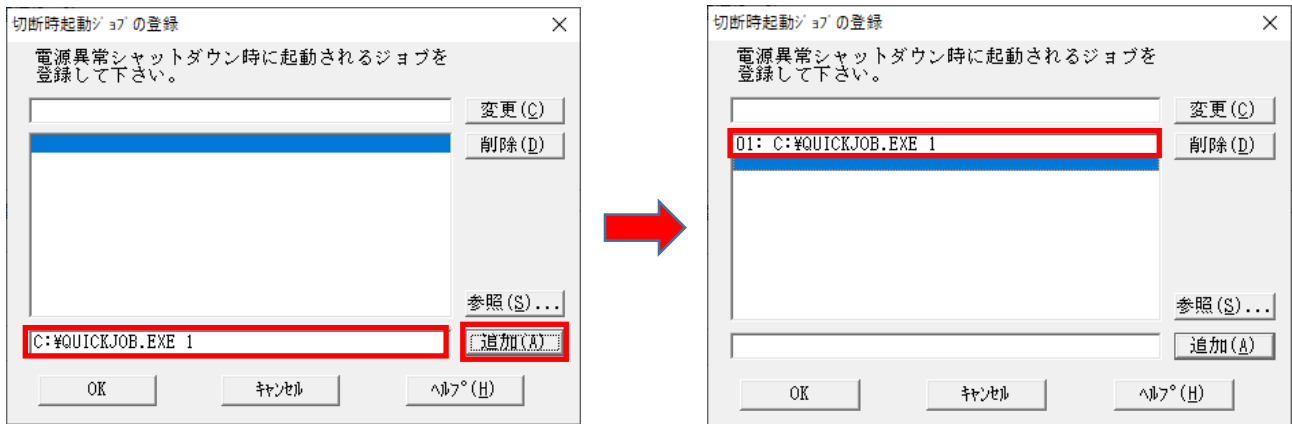 切断時起動ｼﾞｮﾌﾞの登録
電源異常シャットダウン時に起動されるジョブを
登録して下さい。
変更(C)
削除(D)
参照(S)...
C:¥QUICKJOB.EXE 1
追加(A)
OK
ｷｬﾝｾﾙ
ﾍﾙﾌﾟ(H)
切断時起動ｼﾞｮﾌﾞの登録
電源異常シャットダウン時に起動されるジョブを
登録して下さい。
変更(C)
01: C:¥QUICKJOB.EXE 1
削除(D)
参照(S)...
追加(A)
OK
ｷｬﾝｾﾙ
ﾍﾙﾌﾟ(H)